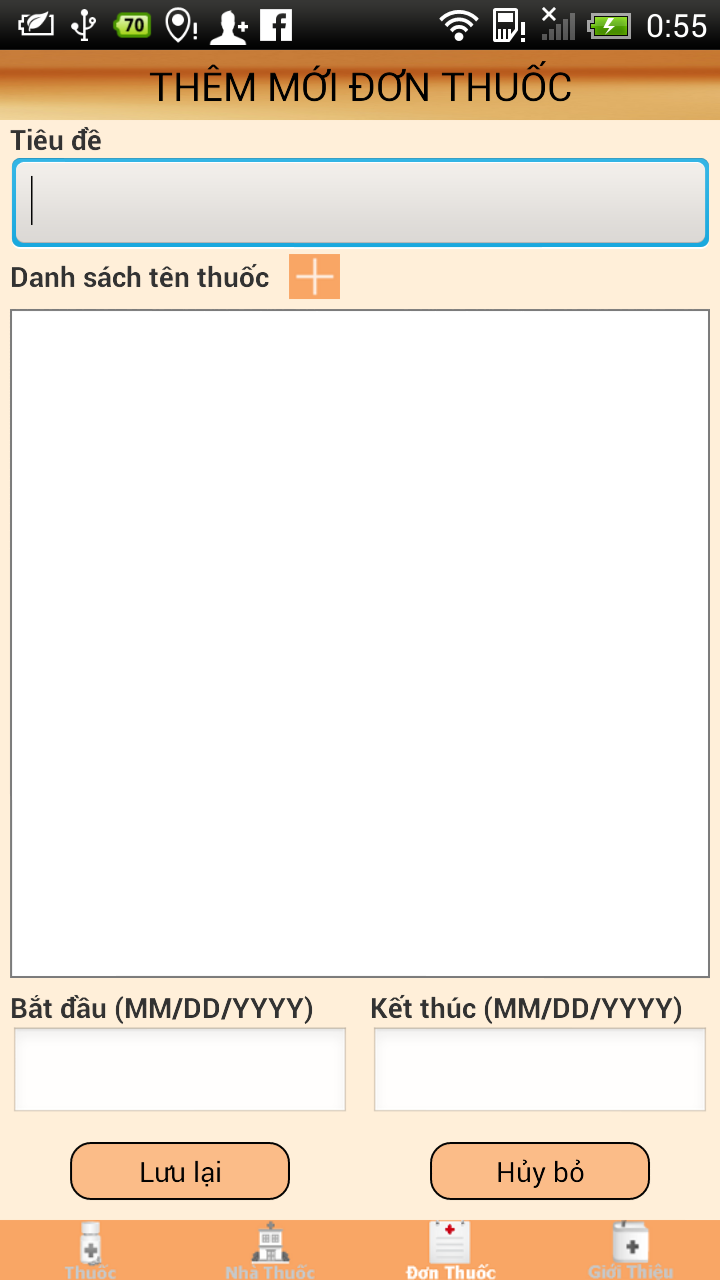 70 0:55
THÊM MỚI ĐƠN THUỐC
Tiêu đề
Danh sách tên thuốc
Bắt đầu (MM/DD/YYYY) Kết thúc (MM/DD/YYYY)
Lưu lại Hủy bỏ
Thuốc Nhà Thuốc Đơn Thuốc Giới Thiệu